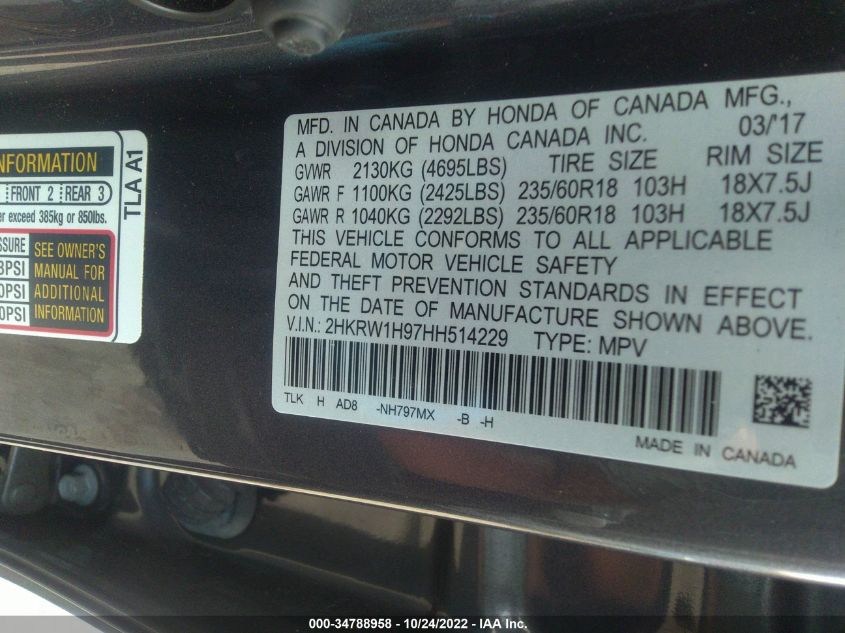 NFORMATION
FRONT 2 REAR 3
er exceed 385kg or 850lbs.
SSURE
SEE OWNER'S
MANUAL FOR
ADDITIONAL
INFORMATION
PSI
PSI
PSI
TLA A1
MFD. IN CANADA BY HONDA OF CANADA MFG.,
A DIVISION OF HONDA CANADA INC. 03/'17
GVWR 2130KG (4695LBS) TIRE SIZE RIM SIZE
GAWR F 1100KG (2425LBS) 235/60R18 103H 18X7.5J
GAWR R 1040KG (2292LBS) 235/60R18 103H 18X7.5J
THIS VEHICLE CONFORMS TO ALL APPLICABLE
FEDERAL MOTOR VEHICLE SAFETY
AND THEFT PREVENTION STANDARDS IN EFFECT
ON THE DATE OF MANUFACTURE SHOWN ABOVE.
V.I.N.: 2HKRW1H97HH514229 TYPE: MPV
TLK H AD8 -NH797MX -B -H
MADE IN CANADA
000-34788958 - 10/24/2022 - IAA Inc.